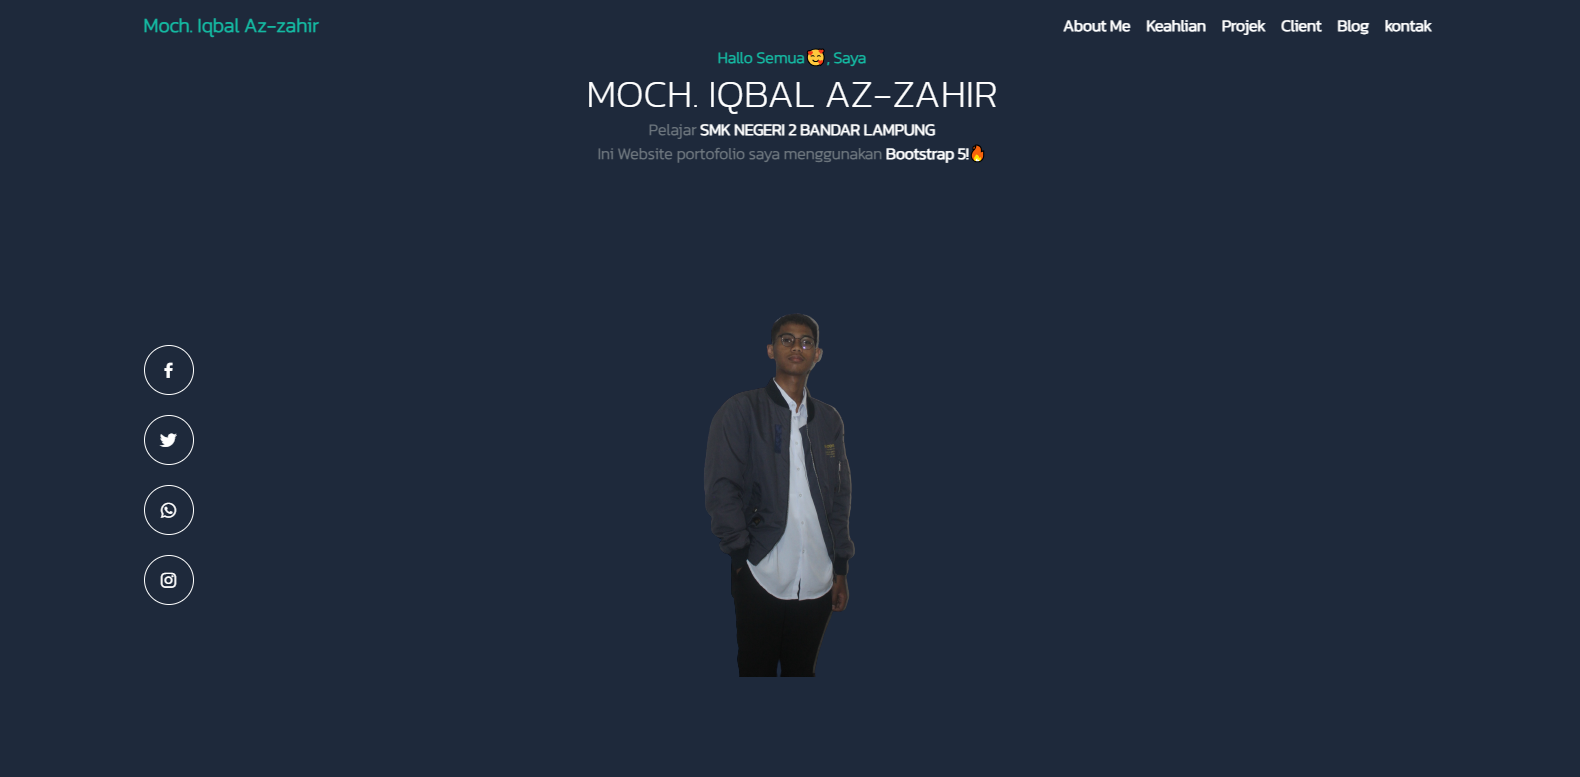 Moch. Iqbal Az-zahir
About Me Keahlian Projek Client Blog kontak
Hallo Semua🥰, Saya
MOCH. IQBAL AZ-ZAHIR
Pelajar SMK NEGERI 2 BANDAR LAMPUNG
Ini Website portofolio saya menggunakan Bootstrap 5!🔥